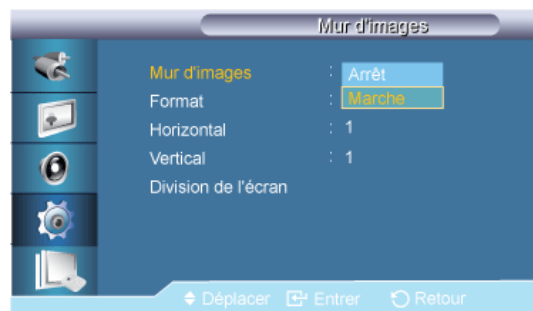 Mur d'images
Mur d'images : Arrêt
Format : Marche
Horizontal : 1
Vertical : 1
Division de l'écran
Déplacer Entrer Retour